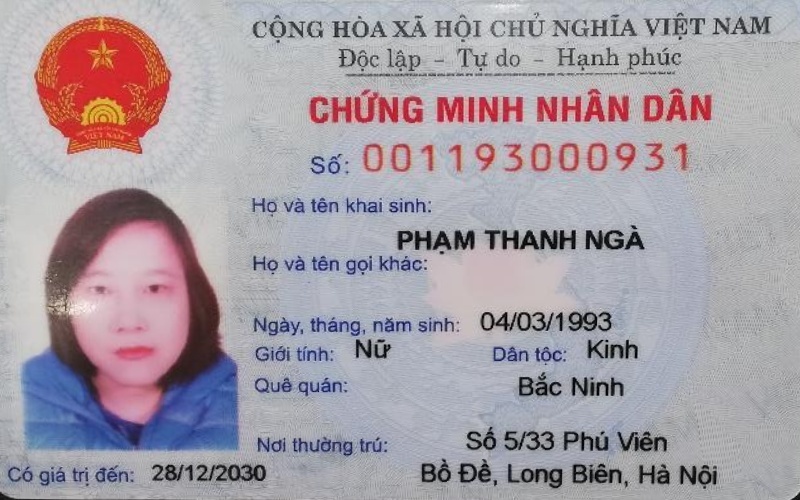 CỘNG HÒA XÃ HỘI CHỦ NGHĨA VIỆT NAM
Độc lập - Tự do - Hạnh phúc
CHỨNG MINH NHÂN DÂN
Số: 001193000931
Họ và tên khai sinh:
PHẠM THANH NGÀ
Họ và tên gọi khác:
Ngày, tháng, năm sinh: 04/03/1993
Giới tính: Nữ Dân tộc: Kinh
Quê quán: Bắc Ninh
Nơi thường trú: Số 5/33 Phú Viên
Có giá trị đến: 28/12/2030 Bồ Đề, Long Biên, Hà Nội
VIỆT NAM